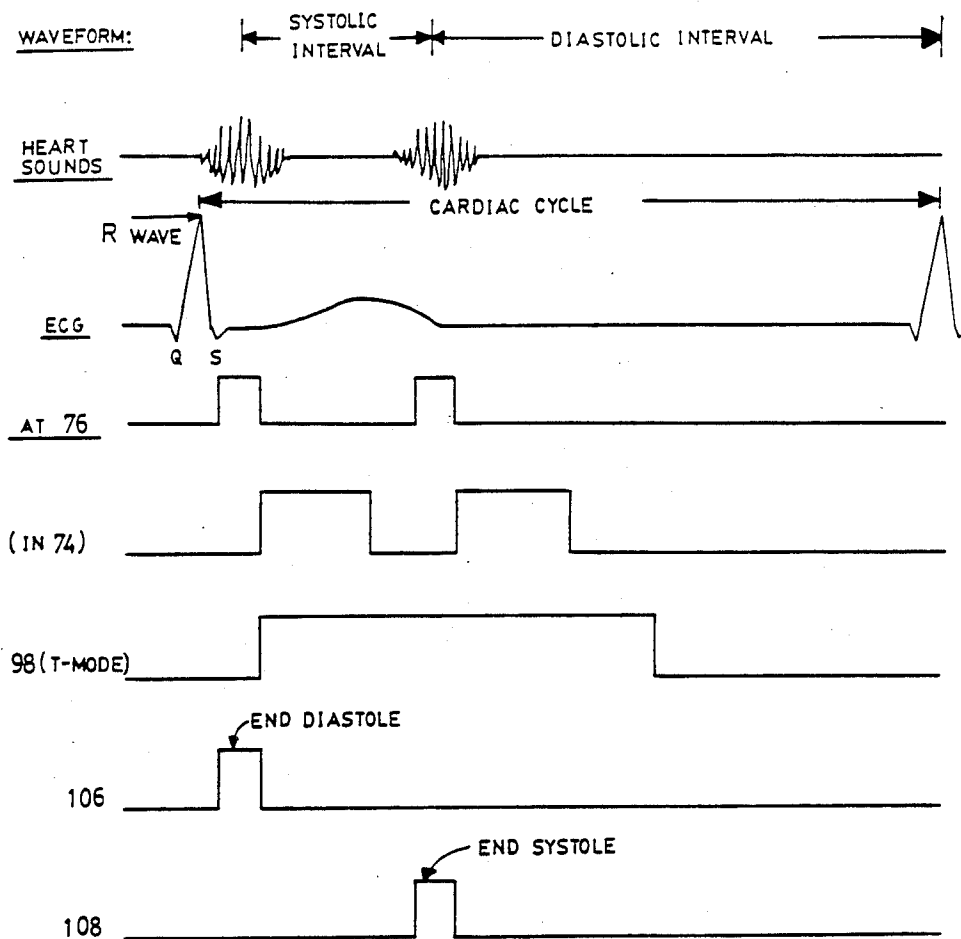 WAVEFORM:
SYSTOLIC
INTERVAL
DIASTOLIC INTERVAL
HEART
SOUNDS
CARDIAC CYCLE
R WAVE
ECG
Q
S
AT 76
(IN 74)
98 (T-MODE)
END DIASTOLE
106
END SYSTOLE
108